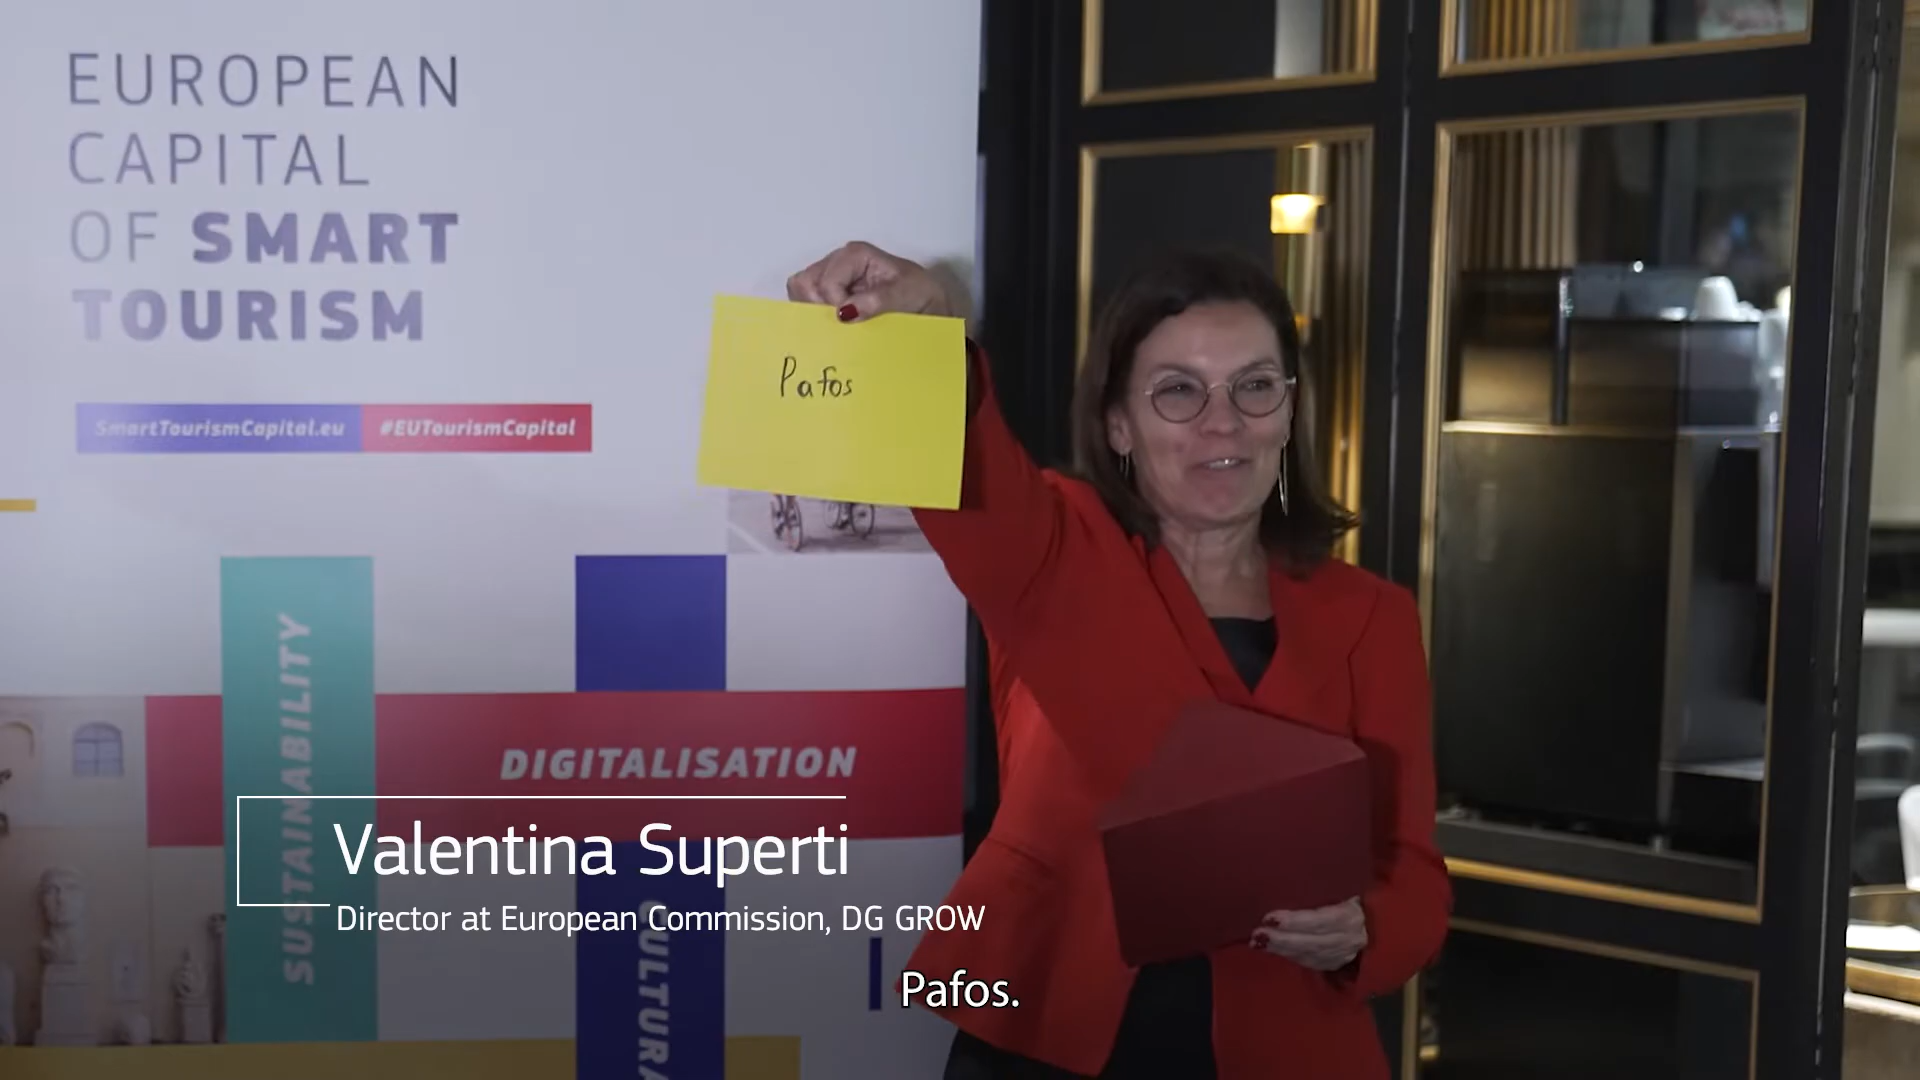 EUROPEAN
CAPITAL
OF SMART
TOURISM
SmartTourismCapital.eu #EUTourismCapital
Pafos
SUSTAINABILITY
DIGITALISATION
Valentina Superti
Director at European Commission, DG GROW
Pafos.